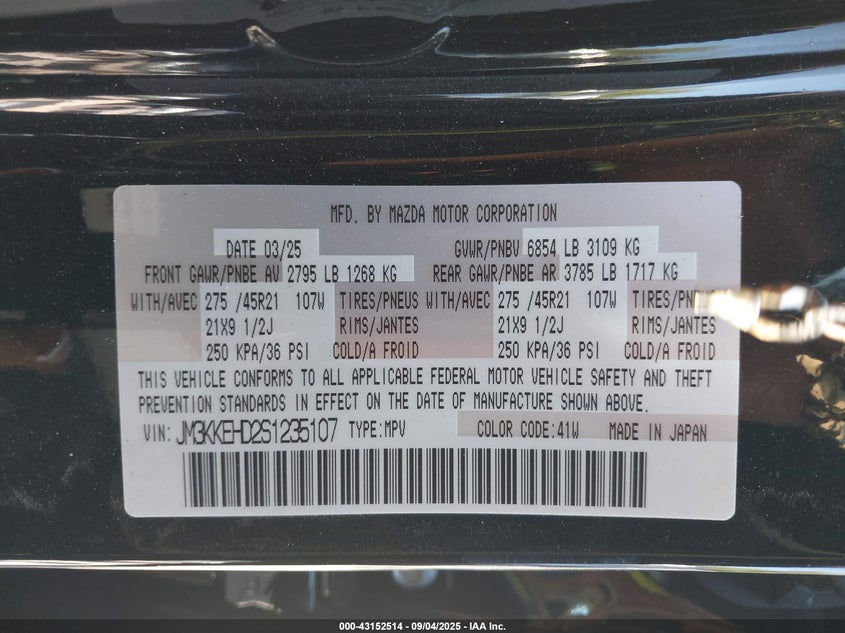 MFD. BY MAZDA MOTOR CORPORATION
DATE 03/25 GVWR/PNBV 6854 LB 3109 KG
FRONT GAWR/PNBE AV 2795 LB 1268 KG REAR GAWR/PNBE AR 3785 LB 1717 KG
WITH/AVEC 275 /45R21 107W TIRES/PNEUS WITH/AVEC 275 /45R21 107W TIRES/PNEUS
21X9 1/2J RIMS/JANTES 21X9 1/2J RIMS/JANTES
250 KPA/36 PSI COLD/A FROID 250 KPA/36 PSI COLD/A FROID
THIS VEHICLE CONFORMS TO ALL APPLICABLE FEDERAL MOTOR VEHICLE SAFETY AND THEFT
PREVENTION STANDARDS IN EFFECT ON THE DATE OF MANUFACTURE SHOWN ABOVE.
VIN: JM3KKEHD2S1235107 TYPE:MPV COLOR CODE:41W MADE IN JAPAN
000-43152514 - 09/04/2025 - IAA Inc.